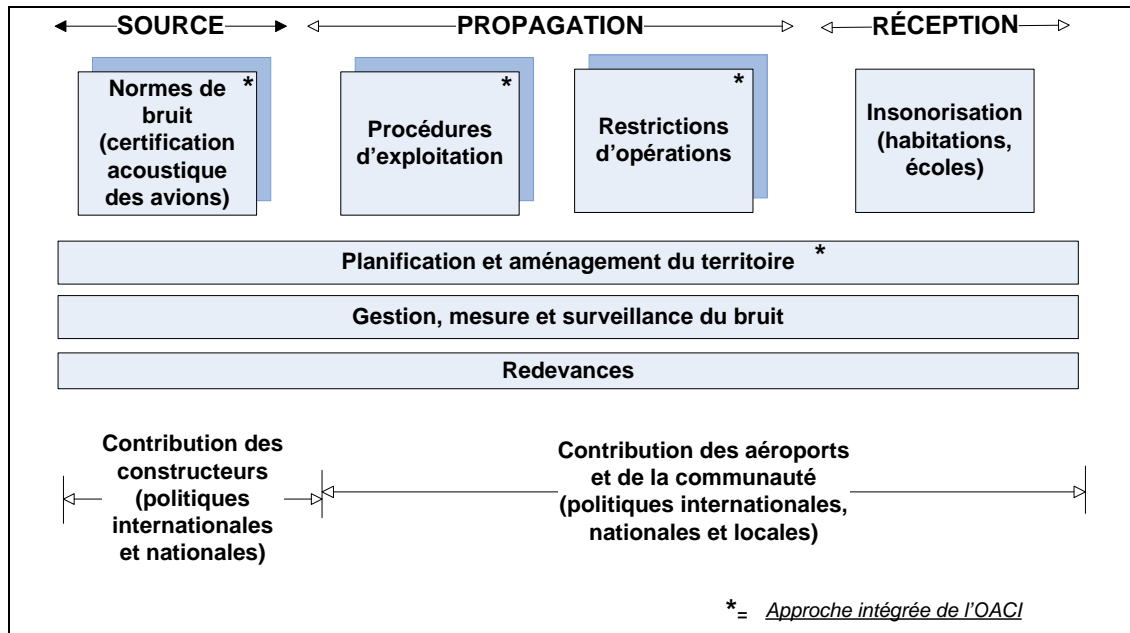 SOURCE
PROPAGATION
RÉCEPTION
Normes de *
bruit
(certification
acoustique
des avions)
*
Procédures
d'exploitation
*
Restrictions
d'opérations
Insonorisation
(habitations,
écoles)
Planification et aménagement du territoire *
Gestion, mesure et surveillance du bruit
Redevances
Contribution des
constructeurs
(politiques
internationales
et nationales)
Contribution des aéroports
et de la communauté
(politiques internationales,
nationales et locales)
*= Approche intégrée de l'OACI